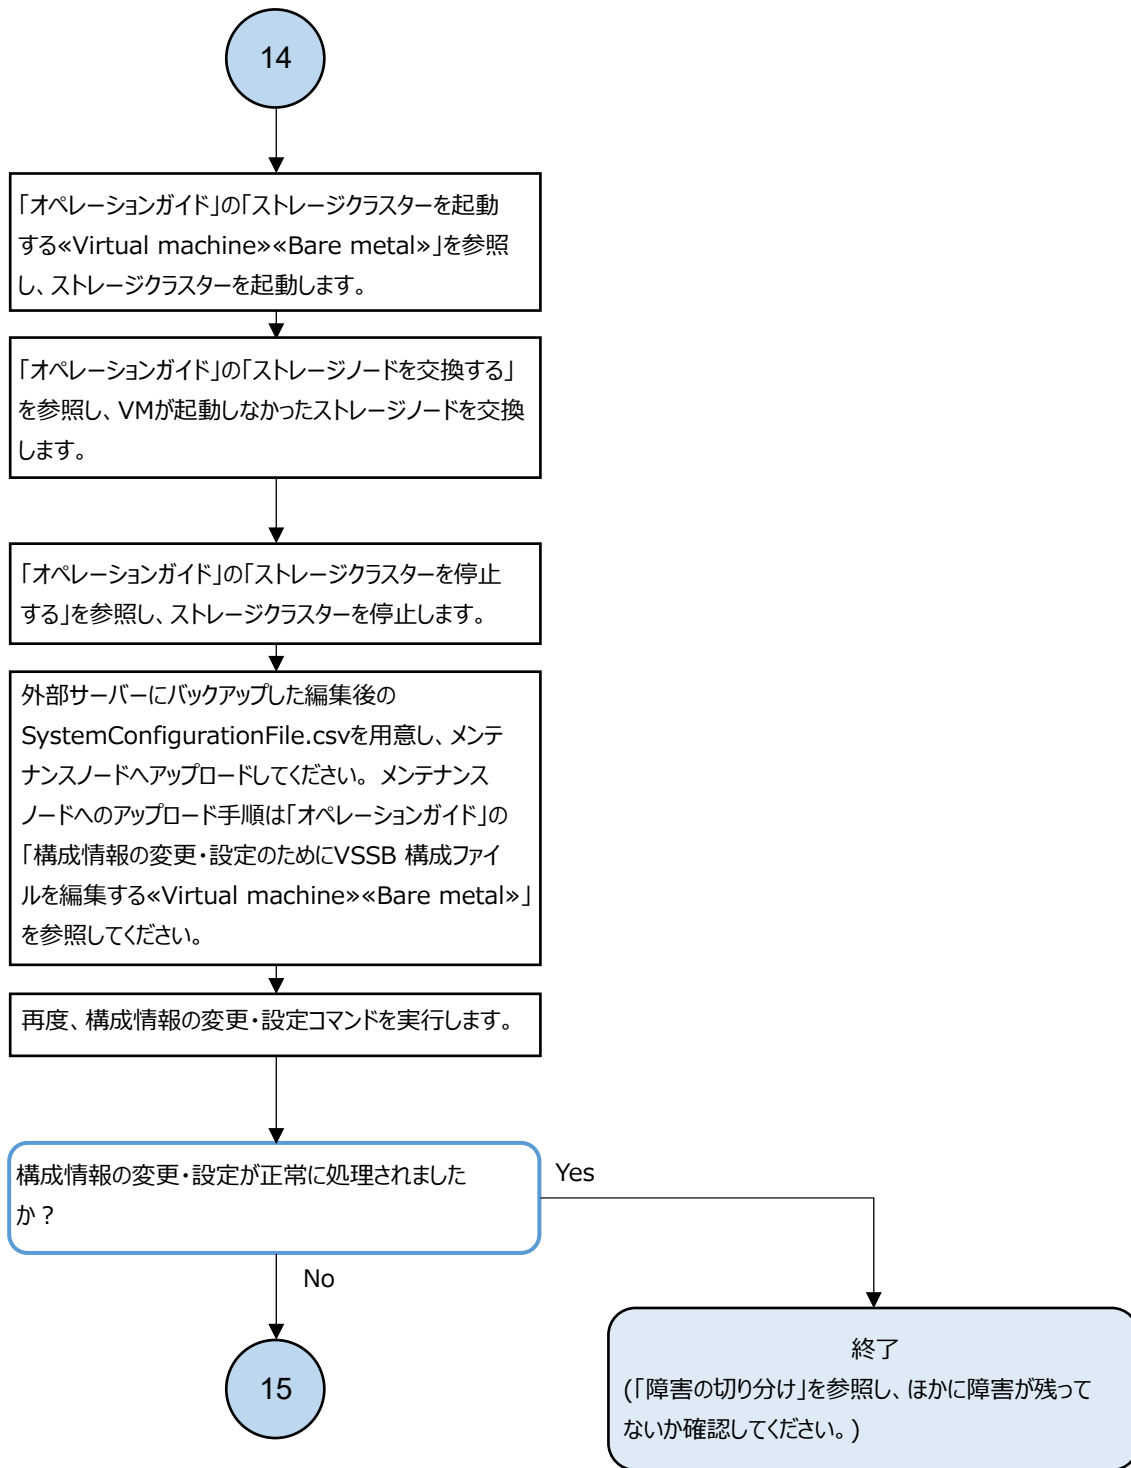 14
「オペレーションガイド」の「ストレージクラスターを起動
する«Virtual machine»«Bare metal»」を参照
し、ストレージクラスターを起動します。
「オペレーションガイド」の「ストレージノードを交換する」
を参照し、VMが起動しなかったストレージノードを交換
します。
「オペレーションガイド」の「ストレージクラスターを停止
する」を参照し、ストレージクラスターを停止します。
外部サーバーにバックアップした編集後の
SystemConfigurationFile.csvを用意し、メンテ
ナンスノードへアップロードしてください。メンテナンス
ノードへのアップロード手順は「オペレーションガイド」の
「構成情報の変更・設定のためにVSSB 構成ファイ
ルを編集する«Virtual machine»«Bare metal»」
を参照してください。
再度、構成情報の変更・設定コマンドを実行します。
構成情報の変更・設定が正常に処理されました
か？
Yes
No
15
終了
(「障害の切り分け」を参照し、ほかに障害が残って
ないか確認してください。)